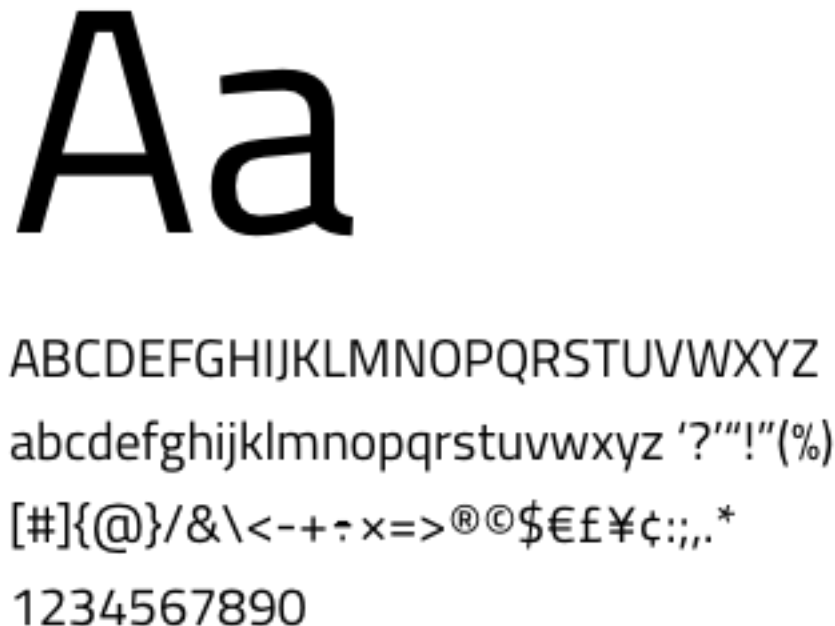 Aa
ABCDEFGHIJKLMNOPQRSTUVWXYZ
abcdefghijklmnopqrstuvwxyz ‘?’“!”(%)
[#]{@}/&\<-+÷×=>®©$€£¥¢:;,.*
1234567890